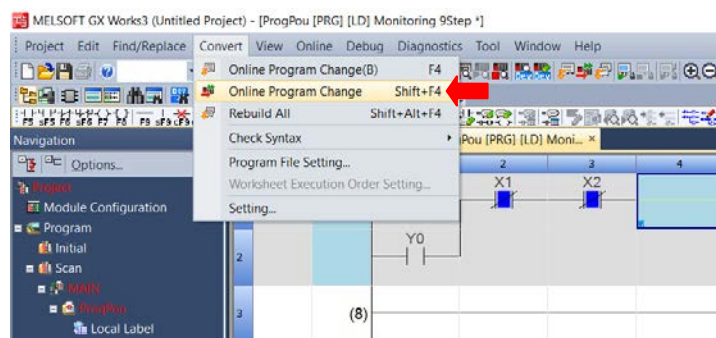 MELSOFT GX Works3 (Untitled Project) - [ProgPou [PRG] [LD] Monitoring 9Step *]
Project Edit Find/Replace Convert View Online Debug Diagnostics Tool Window Help
Online Program Change(B) F4
Online Program Change Shift+F4
Rebuild All Shift+Alt+F4
Check Syntax
Program File Setting...
Worksheet Execution Order Setting...
Setting...
Navigation
Pou [PRG] [LD] Moni...
Options...
2 3 4
Project
X1 X2
Module Configuration
Program
Initial
Y0
2
Scan
MAIN
ProgPou
3 (8)
Local Label